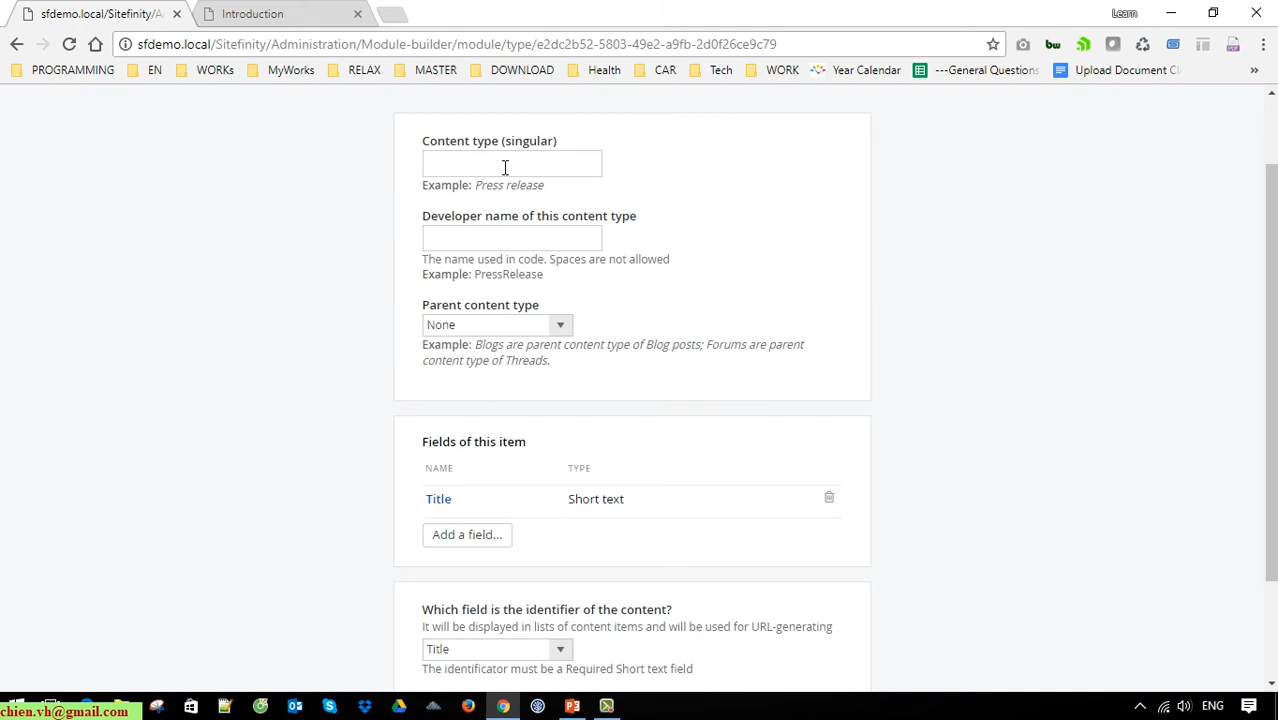 sfdemo.local/Sitefinity/A
Introduction
Learn
sfdemo.local/Sitefinity/Administration/Module-builder/module/type/e2dc2b52-5803-49e2-a9fb-2d0f26ce9c79
PROGRAMMING EN WORKs MyWorks RELAX MASTER DOWNLOAD Health CAR Tech WORK Year Calendar ---General Questions Upload Document Cl »
Content type (singular)
Example: Press release
Developer name of this content type
The name used in code. Spaces are not allowed
Example: PressRelease
Parent content type
None
Example: Blogs are parent content type of Blog posts; Forums are parent
content type of Threads.
Fields of this item
NAME TYPE
Title Short text
Add a field...
Which field is the identifier of the content?
It will be displayed in lists of content items and will be used for URL-generating
Title
The identificator must be a Required Short text field
chien.vh@gmail.com
ENG